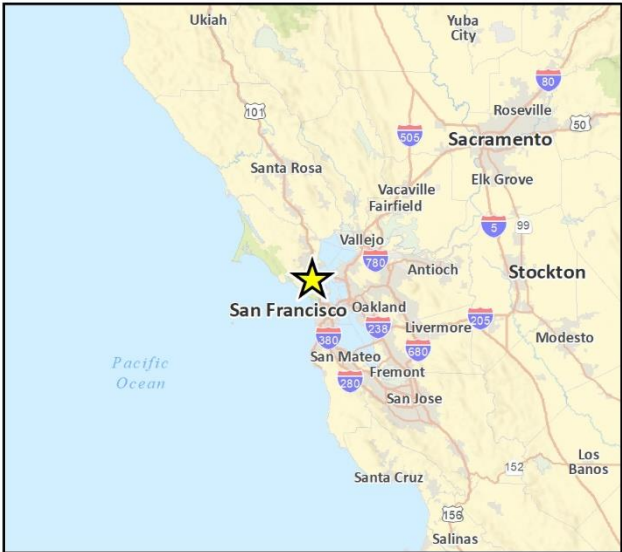 Ukiah
Yuba
City
80
Roseville
101
50
505
Sacramento
Santa Rosa
Elk Grove
Vacaville
Fairfield
5
99
Vallejo
780
Antioch
Stockton
San Francisco
Oakland
205
238
Livermore
380
Modesto
680
San Mateo
Pacific
Ocean
Fremont
280
San Jose
Los
Banos
152
Santa Cruz
156
Salinas